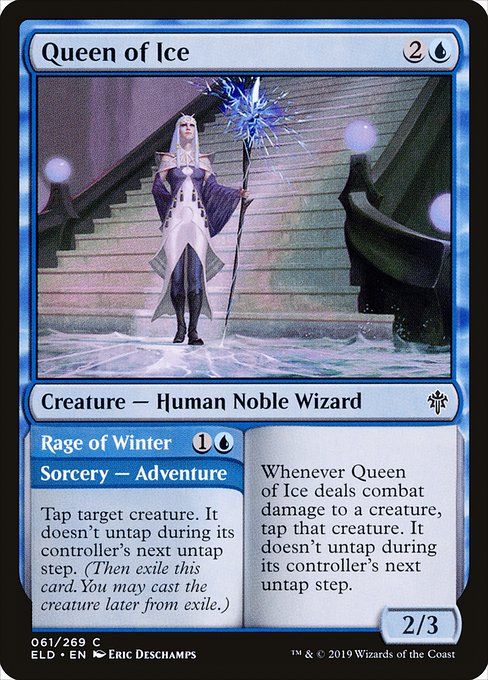 Queen of Ice 2
Creature — Human Noble Wizard
Rage of Winter 1
Sorcery — Adventure
Tap target creature. It
doesn't untap during its
controller's next untap
step. (Then exile this
card. You may cast the
creature later from exile.)
Whenever Queen
of Ice deals combat
damage to a creature,
tap that creature. It
doesn't untap during
its controller's next
untap step.
2/3
061/269 C
ELD • EN Eric Deschamps
™ & © 2019 Wizards of the Coast